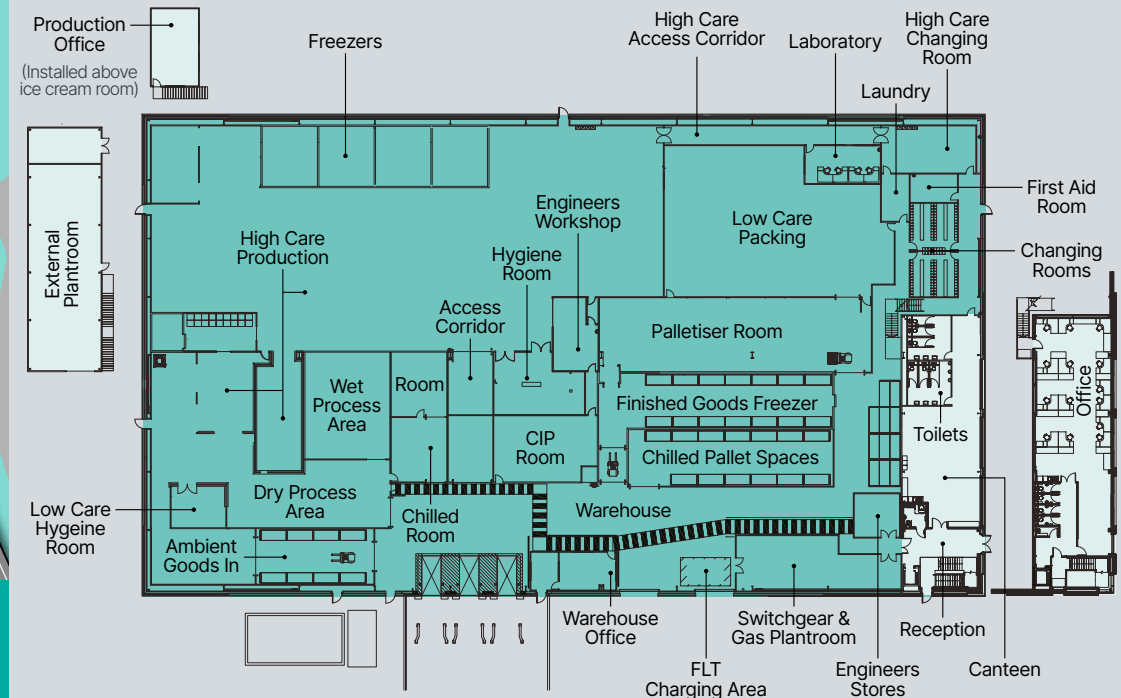 Production
Office
(Installed above
ice cream room)
Freezers
High Care
Access Corridor
Laboratory
High Care
Changing
Room
Laundry
First Aid
Room
Changing
Rooms
External
Plantroom
High Care
Production
Engineers
Workshop
Hygiene
Room
Access
Corridor
Low Care
Packing
Palletiser Room
Room
Wet
Process
Area
Finished Goods Freezer
CIP
Room
Chilled Pallet Spaces
Toilets
Office
Dry Process
Area
Low Care
Hygeine
Room
Chilled
Room
Warehouse
Ambient
Goods In
Warehouse
Office
FLT
Charging Area
Switchgear &
Gas Plantroom
Engineers
Stores
Reception
Canteen